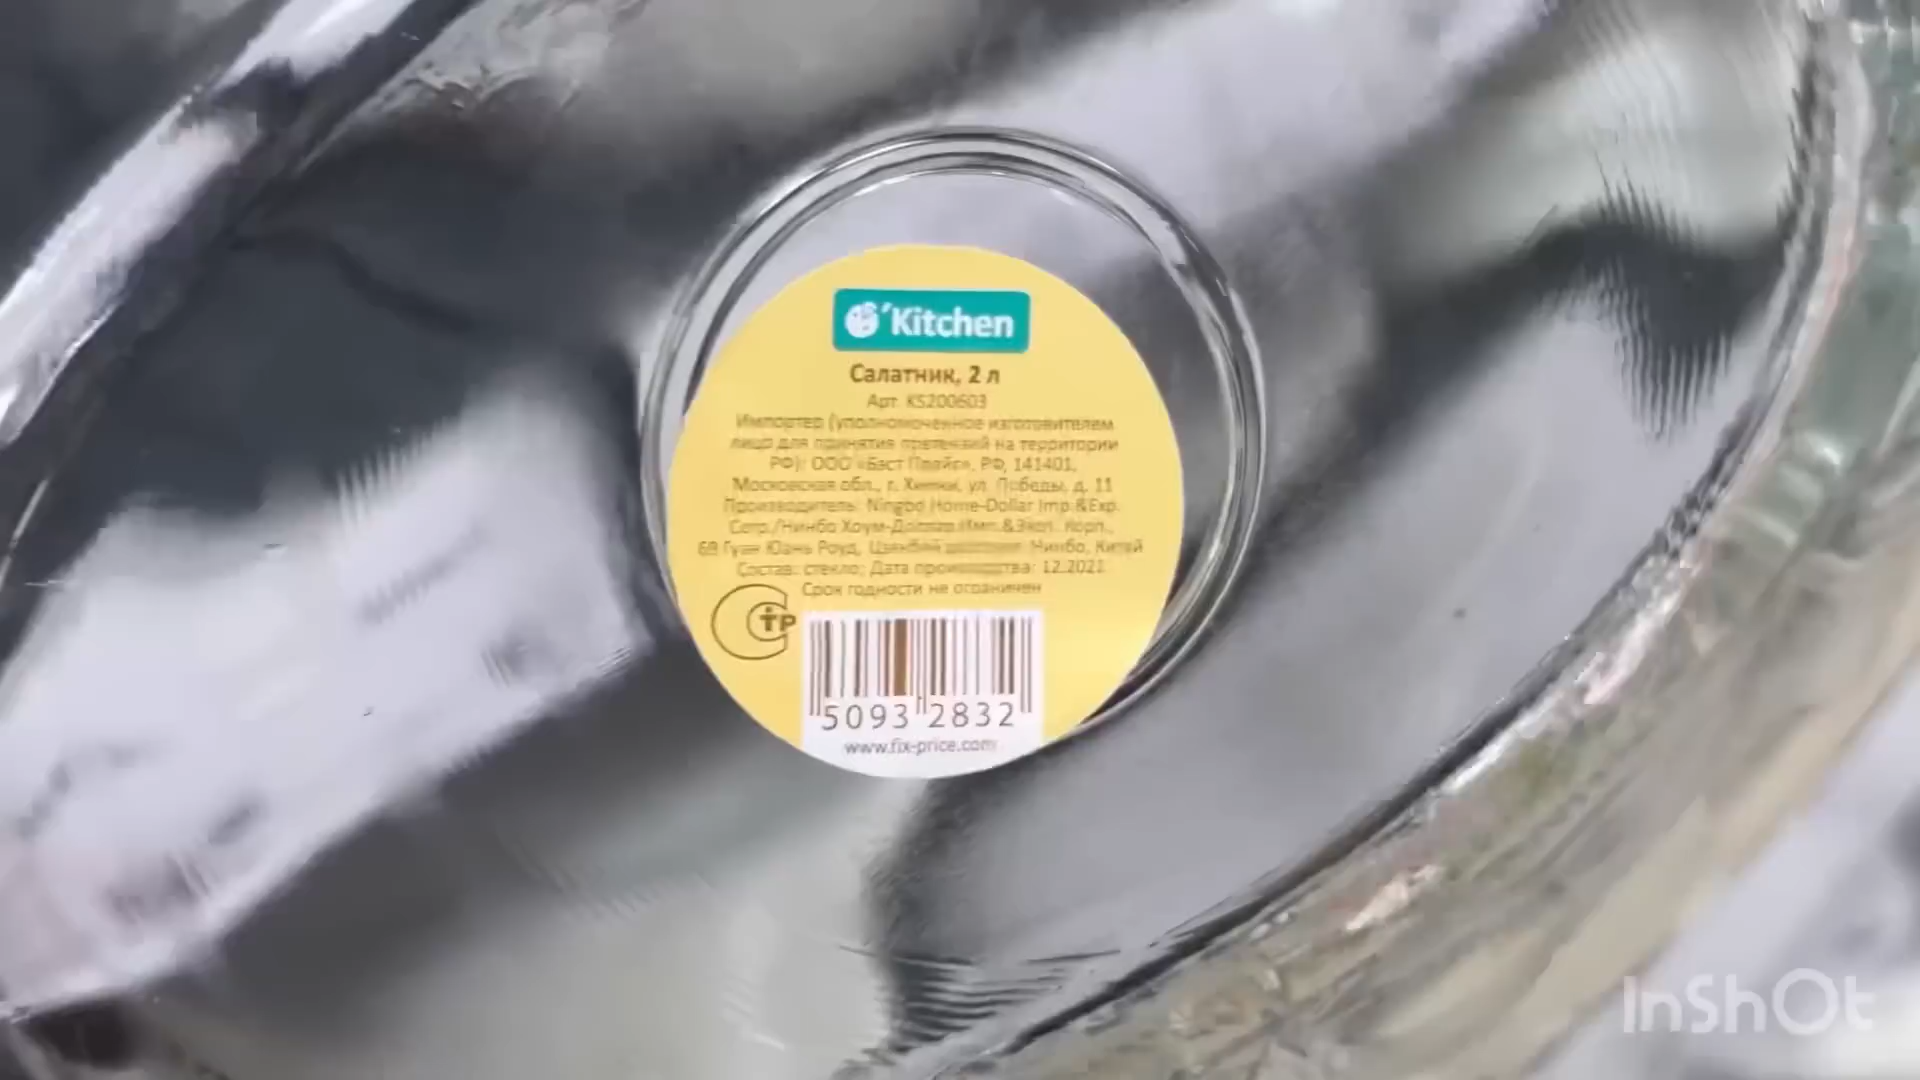 'Kitchen
Салатник, 2 л
Арт. KS200603
Импортер (уполномоченное изготовителем
лицо для принятия претензий на территории
РФ): ООО «Бэст Прайс», РФ, 141401,
Московская обл., г. Химки, ул. Победы, д. 11
Производитель: Ningbo Home-Dollar Imp.&Exp.
Corp./Нинбо Хоум-Доллар Имп.&Эксп. Корп.,
Гуан Юань Роуд, Нинбо, Китай
Состав: стекло; Дата производства: 12.2021
Срок годности не ограничен
СТР
5093 2832
www.fix-price.com
InShOt